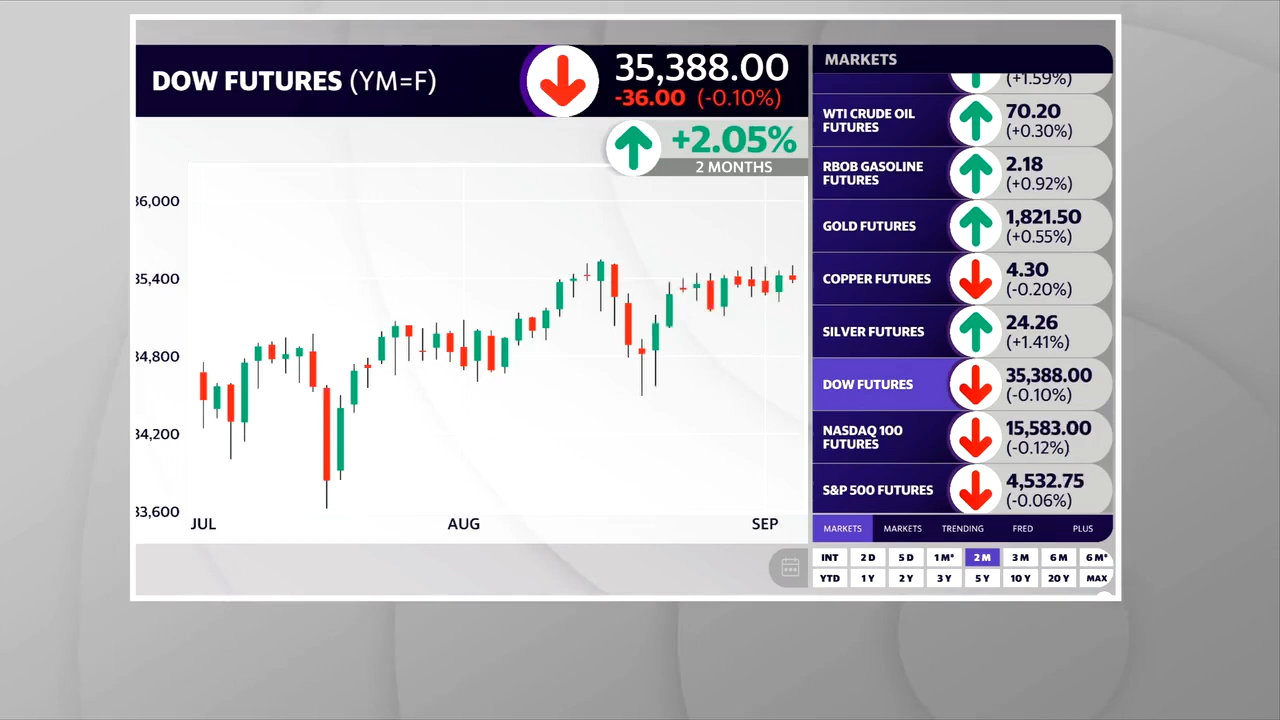 DOW FUTURES (YM=F)
35,388.00
-36.00 (-0.10%)
+2.05%
2 MONTHS
36,000
35,400
34,800
34,200
33,600
JUL AUG SEP
MARKETS
(+1.59%)
WTI CRUDE OIL
FUTURES
70.20
(+0.30%)
RBOB GASOLINE
FUTURES
2.18
(+0.92%)
GOLD FUTURES
1,821.50
(+0.55%)
COPPER FUTURES
4.30
(-0.20%)
SILVER FUTURES
24.26
(+1.41%)
DOW FUTURES
35,388.00
(-0.10%)
NASDAQ 100
FUTURES
15,583.00
(-0.12%)
S&P 500 FUTURES
4,532.75
(-0.06%)
MARKETS MARKETS TRENDING FRED PLUS
INT 2 D 5 D 1 M* 2 M 3 M 6 M 6 M*
YTD 1 Y 2 Y 3 Y 5 Y 10 Y 20 Y MAX